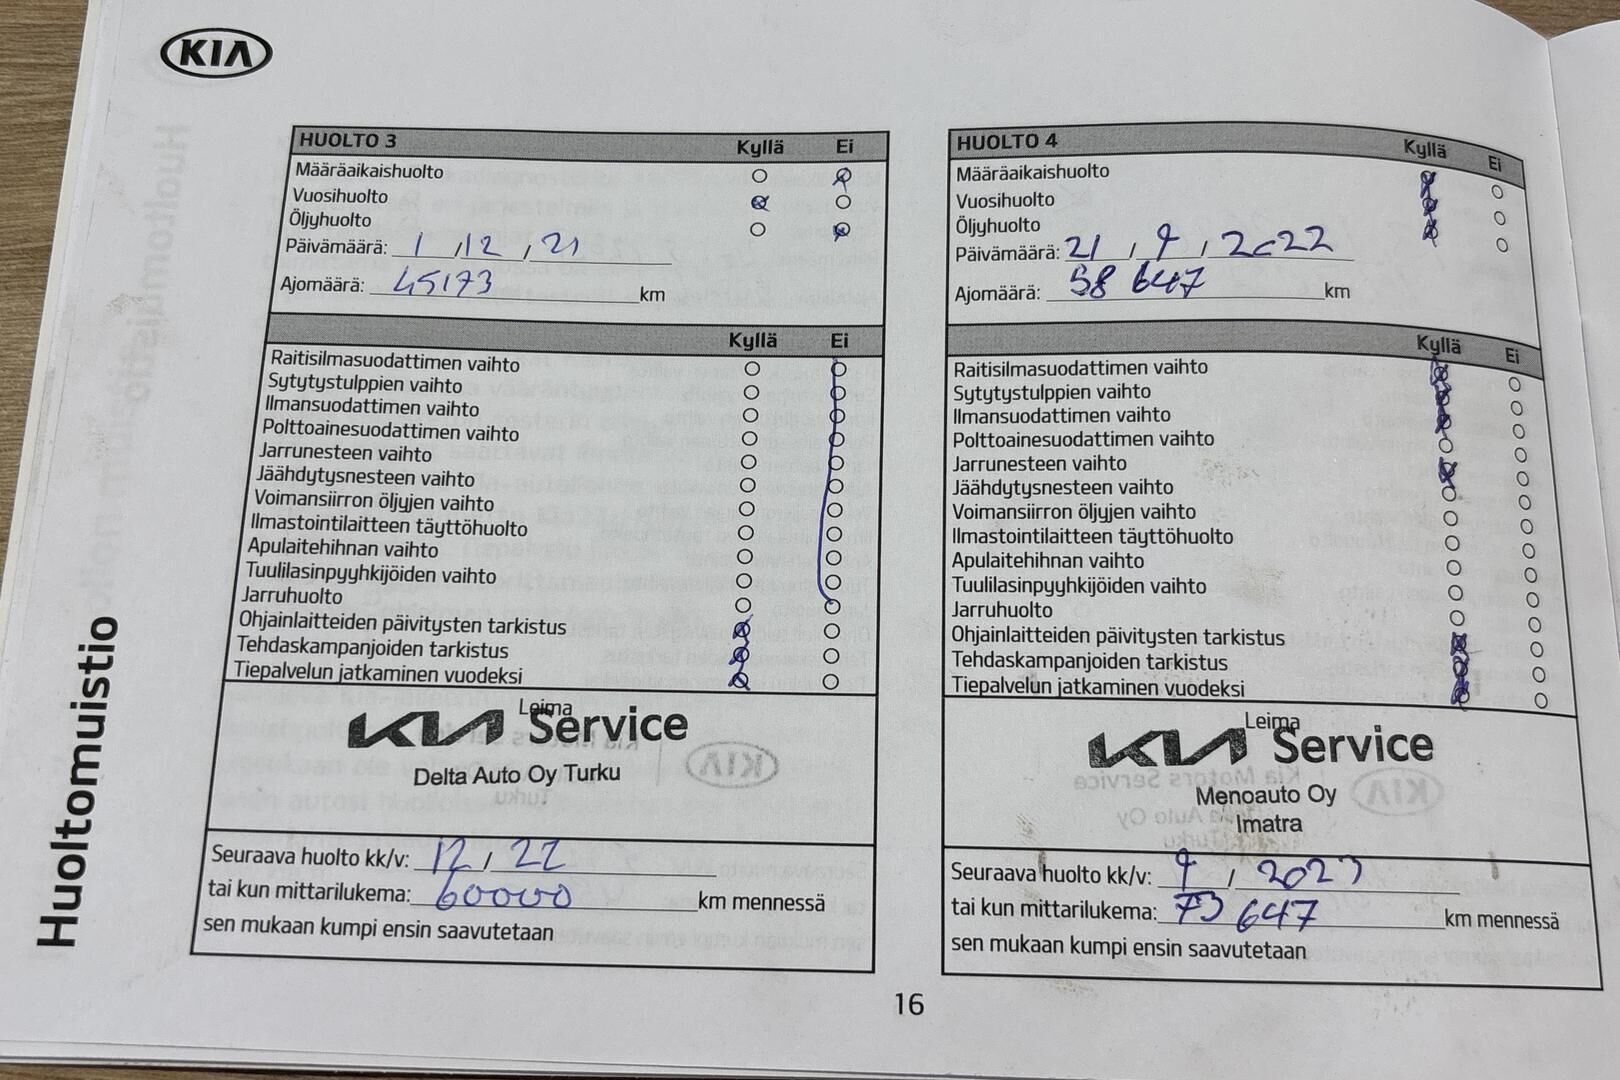 KIA
Huoltomuistio
HUOLTO 3 Kyllä Ei
Määräaikaishuolto
Vuosihuolto
Öljyhuolto
Päivämäärä: 1 / 12 / 21
Ajomäärä: 45173 km
Kyllä Ei
Raitisilmasuodattimen vaihto
Sytytystulppien vaihto
Ilmansuodattimen vaihto
Polttoainesuodattimen vaihto
Jarrunesteen vaihto
Jäähdytysnesteen vaihto
Voimansiirron öljyjen vaihto
Ilmastointilaitteen täyttöhuolto
Apulaitehihnan vaihto
Tuulilasinpyyhkijöiden vaihto
Jarruhuolto
Ohjainlaitteiden päivitysten tarkistus
Tehdaskampanjoiden tarkistus
Tiepalvelun jatkaminen vuodeksi
Leima
KIA Service
Delta Auto Oy Turku
Seuraava huolto kk/v: 12 / 22
tai kun mittarilukema: 60000 km mennessä
sen mukaan kumpi ensin saavutetaan
HUOLTO 4 Kyllä Ei
Määräaikaishuolto
Vuosihuolto
Öljyhuolto
Päivämäärä: 21 / 9 / 2022
Ajomäärä: 58 647 km
Kyllä Ei
Raitisilmasuodattimen vaihto
Sytytystulppien vaihto
Ilmansuodattimen vaihto
Polttoainesuodattimen vaihto
Jarrunesteen vaihto
Jäähdytysnesteen vaihto
Voimansiirron öljyjen vaihto
Ilmastointilaitteen täyttöhuolto
Apulaitehihnan vaihto
Tuulilasinpyyhkijöiden vaihto
Jarruhuolto
Ohjainlaitteiden päivitysten tarkistus
Tehdaskampanjoiden tarkistus
Tiepalvelun jatkaminen vuodeksi
Leima
KIA Service
Menoauto Oy
Imatra
Seuraava huolto kk/v: 9 / 2023
tai kun mittarilukema: 73 647 km mennessä
sen mukaan kumpi ensin saavutetaan
16